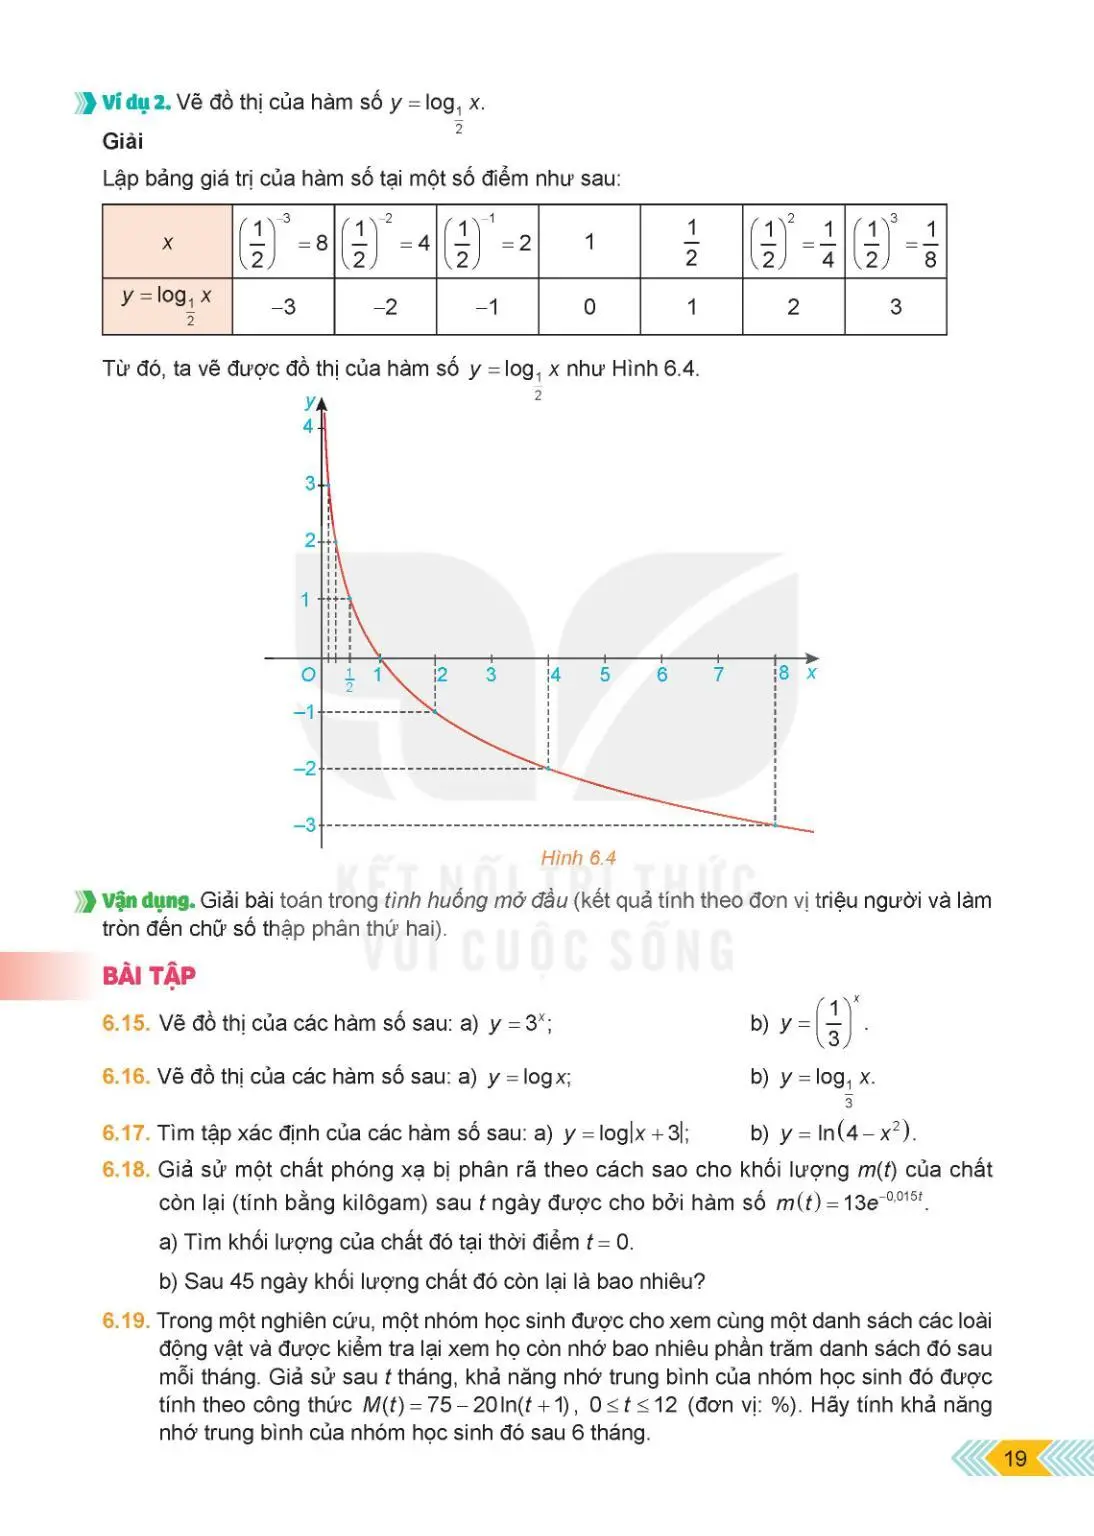 Ví dụ 2. Vẽ đồ thị của hàm số y = log_{1/2} x.
Giải
Lập bảng giá trị của hàm số tại một số điểm như sau:
x | (1/2)^{-3} = 8 | (1/2)^{-2} = 4 | (1/2)^{-1} = 2 | 1 | 1/2 | (1/2)^2 = 1/4 | (1/2)^3 = 1/8
y = log_{1/2} x | –3 | –2 | –1 | 0 | 1 | 2 | 3
Từ đó, ta vẽ được đồ thị của hàm số y = log_{1/2} x như Hình 6.4.
y
4
3
2
1
O 1/2 1 2 3 4 5 6 7 8 x
–1
–2
–3
Hình 6.4
KẾT NỐI TRI THỨC
VỚI CUỘC SỐNG
Vận dụng. Giải bài toán trong tình huống mở đầu (kết quả tính theo đơn vị triệu người và làm
tròn đến chữ số thập phân thứ hai).
BÀI TẬP
6.15. Vẽ đồ thị của các hàm số sau: a) y = 3^x; b) y = (1/3)^x.
6.16. Vẽ đồ thị của các hàm số sau: a) y = log x; b) y = log_{1/3} x.
6.17. Tìm tập xác định của các hàm số sau: a) y = log|x + 3|; b) y = ln(4 – x²).
6.18. Giả sử một chất phóng xạ bị phân rã theo cách sao cho khối lượng m(t) của chất
còn lại (tính bằng kilôgam) sau t ngày được cho bởi hàm số m(t) = 13e^{–0,015t}.
a) Tìm khối lượng của chất đó tại thời điểm t = 0.
b) Sau 45 ngày khối lượng chất đó còn lại là bao nhiêu?
6.19. Trong một nghiên cứu, một nhóm học sinh được cho xem cùng một danh sách các loài
động vật và được kiểm tra lại xem họ còn nhớ bao nhiêu phần trăm danh sách đó sau
mỗi tháng. Giả sử sau t tháng, khả năng nhớ trung bình của nhóm học sinh đó được
tính theo công thức M(t) = 75 – 20ln(t + 1), 0 ≤ t ≤ 12 (đơn vị: %). Hãy tính khả năng
nhớ trung bình của nhóm học sinh đó sau 6 tháng.
19